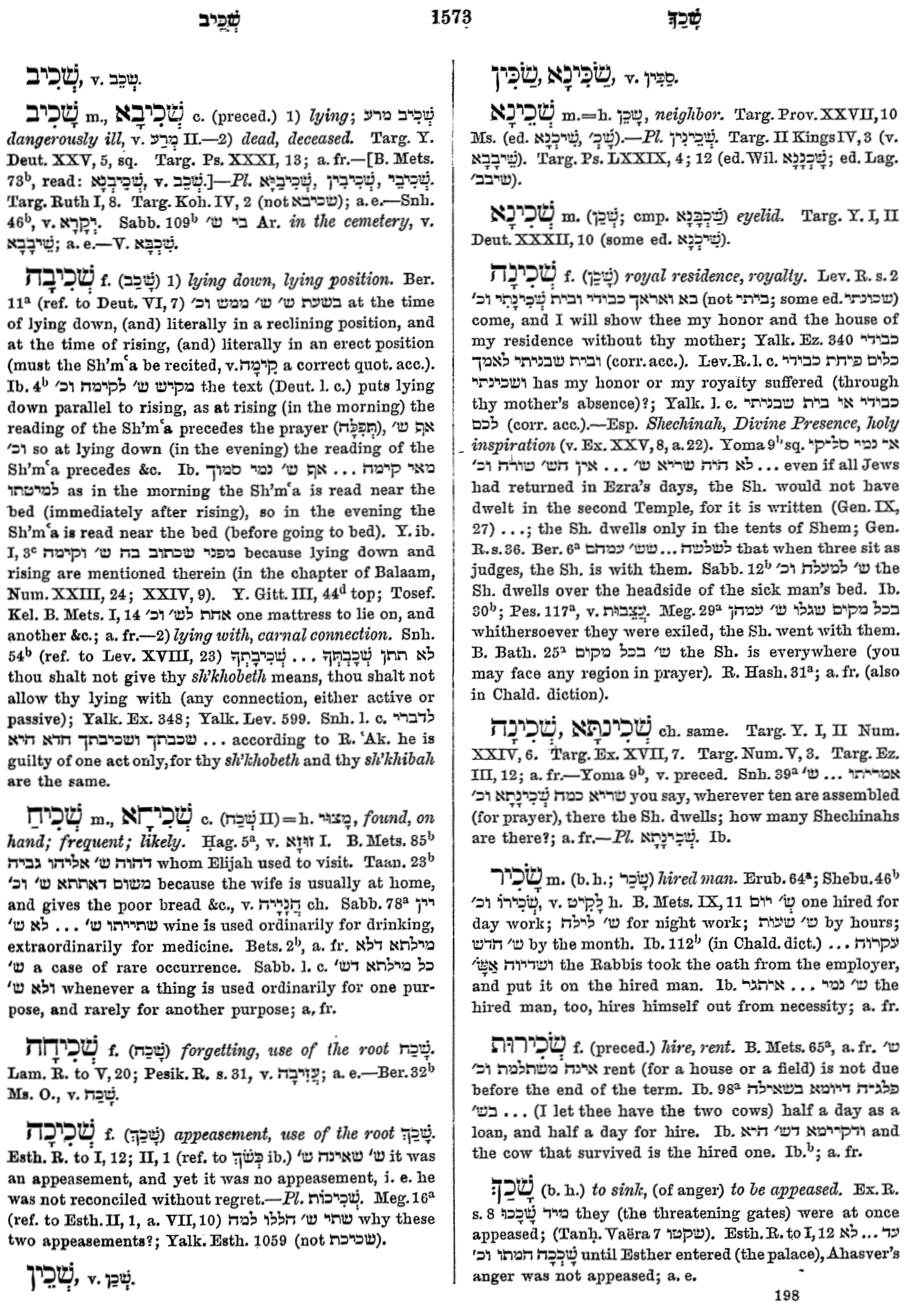 שְׁכֵיב 1573 שָׁכַךְ
שְׁכִיב, v. שְׁכַב.
שָׁכִיב m., שְׁכִיבָא c. (preced.) 1) lying; שְׁכִיב מרע
dangerously ill, v. מְרַע II.—2) dead, deceased. Targ. Y.
Deut. XXV, 5, sq. Targ. Ps. XXXI, 13; a. fr.—[B. Mets.
73ᵇ, read: שָׁכֵיבְנָא, v. שְׁכַב.]—Pl. שְׁכִיבֵי, שְׁכִיבִין, שְׁכִיבַיָּא.
Targ. Ruth I, 8. Targ. Koh. IV, 2 (not שכיבא); a. e.—Snh.
46ᵇ, v. יְקָרָא. Sabb. 109ᵇ בי ש׳ Ar. in the cemetery, v.
שִׁיבָבָא; a. e.—V. שָׁכְבָּא.
שְׁכִיבָה f. (שָׁכַב) 1) lying down, lying position. Ber.
11ᵃ (ref. to Deut. VI, 7) בשעת ש׳ ש׳ ממש וכ׳ at the time
of lying down, (and) literally in a reclining position, and
at the time of rising, (and) literally in an erect position
(must the Sh'mʿa be recited, v. קִימָה a correct quot. acc.).
Ib. 4ᵇ מקיש ש׳ לקימה וכ׳ the text (Deut. l. c.) puts lying
down parallel to rising, as at rising (in the morning) the
reading of the Sh'mʿa precedes the prayer (תְּפִלָּה), אף ש׳
וכ׳ so at lying down (in the evening) the reading of the
Sh'mʿa precedes &c. Ib. מאי קימה ... אף ש׳ נמי סמוך
למיטתו as in the morning the Sh'mʿa is read near the
bed (immediately after rising), so in the evening the
Sh'mʿa is read near the bed (before going to bed). Y. ib.
I, 3ᶜ מפני שכתוב בה ש׳ וקימה because lying down and
rising are mentioned therein (in the chapter of Balaam,
Num. XXIII, 24; XXIV, 9). Y. Gitt. III, 44ᵈ top; Tosef.
Kel. B. Mets. I, 14 אחת לש׳ וכ׳ one mattress to lie on, and
another &c.; a. fr.—2) lying with, carnal connection. Snh.
54ᵇ (ref. to Lev. XVIII, 23) לא תתן שְׁכָבְתְּךָ ... שְׁכִיבָתְךָ
thou shalt not give thy sh'khobeth means, thou shalt not
allow thy lying with (any connection, either active or
passive); Yalk. Ex. 348; Yalk. Lev. 599. Snh. l. c. לדברי
... שכבתך ושכיבתך חדא היא according to R. ʿAk. he is
guilty of one act only, for thy sh'khobeth and thy sh'khibah
are the same.
שְׁכִיחַ m., שְׁכִיחָא c. (שְׁכַח II)=h. מָצוּי, found, on
hand; frequent; likely. Ḥag. 5ᵃ, v. זוּזָא I. B. Mets. 85ᵇ
דהוה ש׳ אליהו גביה whom Elijah used to visit. Taan. 23ᵇ
משום דאתתא ש׳ וכ׳ because the wife is usually at home,
and gives the poor bread &c., v. הֲנָיָיה ch. Sabb. 78ᵃ יין
שתייתו ש׳ ... לא ש׳ wine is used ordinarily for drinking,
extraordinarily for medicine. Bets. 2ᵇ, a. fr. מילתא דלא
ש׳ a case of rare occurrence. Sabb. l. c. כל מילתא דש׳
ולא ש׳ whenever a thing is used ordinarily for one pur-
pose, and rarely for another purpose; a. fr.
שְׁכִיחָה f. (שָׁכַח) forgetting, use of the root שָׁכַח.
Lam. R. to V, 20; Pesik. R. s. 31, v. עֲזִיבָה; a. e.—Ber. 32ᵇ
Ms. O., v. שָׁכַח.
שְׁכִיכָה f. (שָׁכַךְ) appeasement, use of the root שָׁכַךְ.
Esth. R. to I, 12; II, 1 (ref. to כְּשֹׁךְ ib.) ש׳ שאינה ש׳ it was
an appeasement, and yet it was no appeasement, i. e. he
was not reconciled without regret.—Pl. שְׁכִיכוֹת. Meg. 16ᵃ
(ref. to Esth. II, 1, a. VII, 10) שתי ש׳ הללו למה why these
two appeasements?; Yalk. Esth. 1059 (not שכיכת).
שְׁכֵין, v. שְׁכַן.
שַׂכִּין, שַׂכִּינָא, v. סַכִּין.
שְׁכֵינָא m.=h. שָׁכֵן, neighbor. Targ. Prov. XXVII, 10
Ms. (ed. שִׁיכְנָא, שְׁכֵ׳).—Pl. שְׁכֵינִין. Targ. II Kings IV, 3 (v.
שֵׁיבָבָא). Targ. Ps. LXXIX, 4; 12 (ed. Wil. שְׁכָנָנָא; ed. Lag.
שיבב׳).
שְׁכִינָא m. (שְׁכַן; cmp. שְׁכָבְנָא) eyelid. Targ. Y. I, II
Deut. XXXII, 10 (some ed. שִׁיכְנָא).
שְׁכִינָה f. (שָׁכַן) royal residence, royalty. Lev. R. s. 2
בא ואראך כבודי ובית שְׁכִינָתִי וכ׳ (not ביתי; some ed. שכונתי)
come, and I will show thee my honor and the house of
my residence without thy mother; Yalk. Ez. 340 כבודי
ובית שבניתי לאמך (corr. acc.). Lev. R. l. c. כלום פיחת כבודי
ושכינתי has my honor or my royalty suffered (through
thy mother's absence)?; Yalk. l. c. כבודי או בית שבניתי
לכם (corr. acc.).—Esp. Shechinah, Divine Presence, holy
inspiration (v. Ex. XXV, 8, a. 22). Yoma 9ᵇ sq. אי נמי סליקו
... לא הוה שריא ש׳ ... אין הש׳ שורה וכ׳ even if all Jews
had returned in Ezra's days, the Sh. would not have
dwelt in the second Temple, for it is written (Gen. IX,
27) ...; the Sh. dwells only in the tents of Shem; Gen.
R. s. 36. Ber. 6ᵃ לשלשה ... שש׳ עמהם that when three sit as
judges, the Sh. is with them. Sabb. 12ᵇ ש׳ למעלה וכ׳ the
Sh. dwells over the headside of the sick man's bed. Ib.
30ᵇ; Pes. 117ᵃ, v. עַצְבוּת. Meg. 29ᵃ בכל מקום שגלו ש׳ עמהן
whithersoever they were exiled, the Sh. went with them.
B. Bath. 25ᵃ ש׳ בכל מקום the Sh. is everywhere (you
may face any region in prayer). R. Hash. 31ᵃ; a. fr. (also
in Chald. diction).
שְׁכִינְתָּא, שְׁכִינָה ch. same. Targ. Y. I, II Num.
XXIV, 6. Targ. Ex. XVII, 7. Targ. Num. V, 3. Targ. Ez.
III, 12; a. fr.—Yoma 9ᵇ, v. preced. Snh. 39ᵃ אמריתו ... ש׳
שריא כמה שְׁכִינָתָא וכ׳ you say, wherever ten are assembled
(for prayer), there the Sh. dwells; how many Shechinahs
are there?; a. fr.—Pl. שְׁכִינָתָא. Ib.
שָׂכִיר m. (b. h.; שָׂכַר) hired man. Erub. 64ᵃ; Shebu. 46ᵇ
שְׂכִירוֹ וכ׳, v. לָקִיט h. B. Mets. IX, 11 שְׂ׳ יום one hired for
day work; ש׳ לילה for night work; ש׳ שעות by hours;
ש׳ חדש by the month. Ib. 112ᵇ (in Chald. dict.) ... עקרוה
ושדיוה אַשָּׂ׳ the Rabbis took the oath from the employer,
and put it on the hired man. Ib. ש׳ נמי ... איתגר the
hired man, too, hires himself out from necessity; a. fr.
שְׂכִירוּת f. (preced.) hire, rent. B. Mets. 65ᵃ, a. fr. ש׳
אינה משתלמת וכ׳ rent (for a house or a field) is not due
before the end of the term. Ib. 98ᵃ פלגיה דיומא בשאילה
... בש׳ (I let thee have the two cows) half a day as a
loan, and half a day for hire. Ib. ודקיימא דש׳ היא and
the cow that survived is the hired one. Ib.ᵇ; a. fr.
שָׁכַךְ (b. h.) to sink, (of anger) to be appeased. Ex. R.
s. 8 מיד שָׁכְכוּ they (the threatening gates) were at once
appeased; (Tanḥ. Vaëra 7 שקטו). Esth. R. to I, 12 עד... לא
שָׁכְכָה חמתו וכ׳ until Esther entered (the palace), Ahasver's
anger was not appeased; a. e.
198